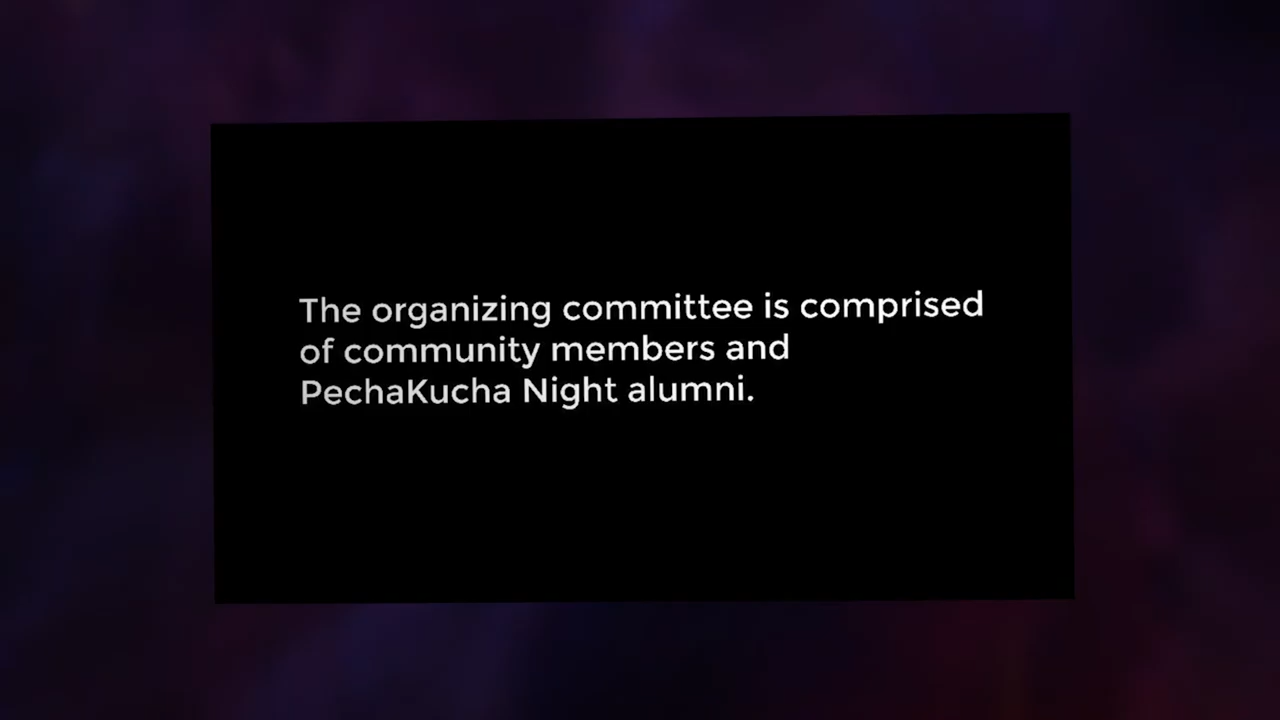 The organizing committee is comprised
of community members and
PechaKucha Night alumni.